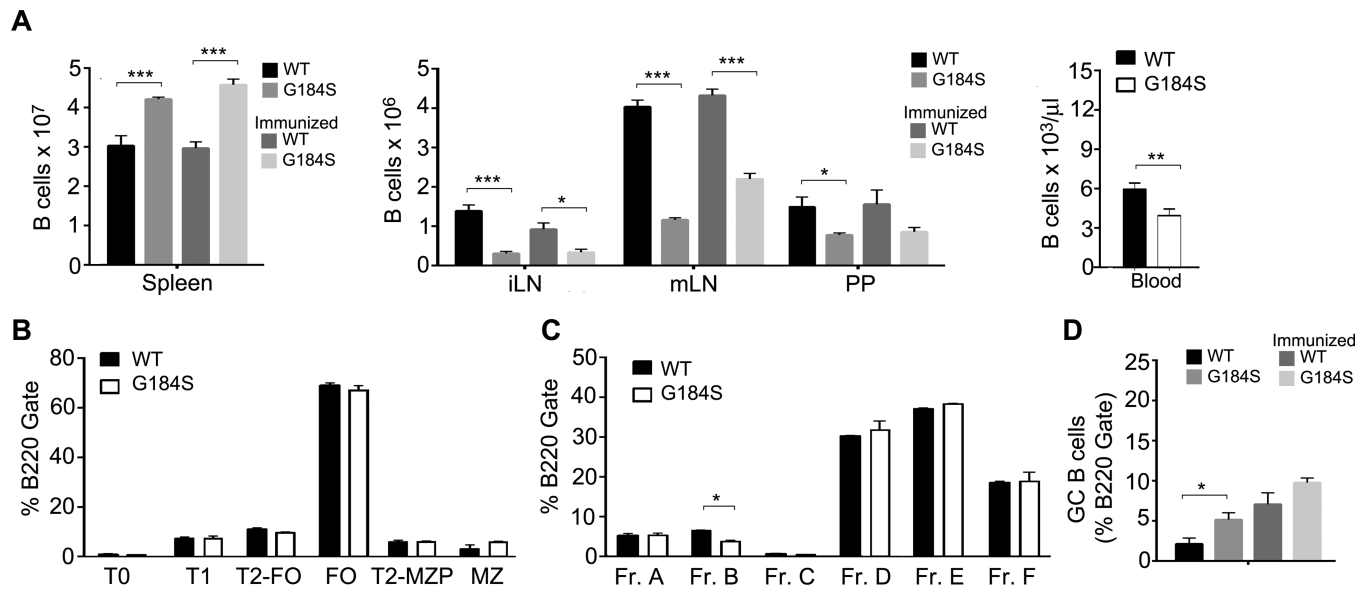 A
B cells x 10⁷
5
4
3
2
1
0
***
***
WT
G184S
Immunized
WT
G184S
Spleen
B cells x 10⁶
5
4
3
2
1
0
***
*
***
***
*
WT
G184S
Immunized
WT
G184S
iLN mLN PP
B cells x 10³/µl
15
12
9
6
3
0
WT
G184S
**
Blood
B
% B220 Gate
80
60
40
20
0
WT
G184S
T0 T1 T2-FO FO T2-MZP MZ
C
% B220 Gate
50
40
30
20
10
0
WT
G184S
*
Fr. A Fr. B Fr. C Fr. D Fr. E Fr. F
D
GC B cells
(% B220 Gate)
25
20
15
10
5
0
WT
G184S
Immunized
WT
G184S
*